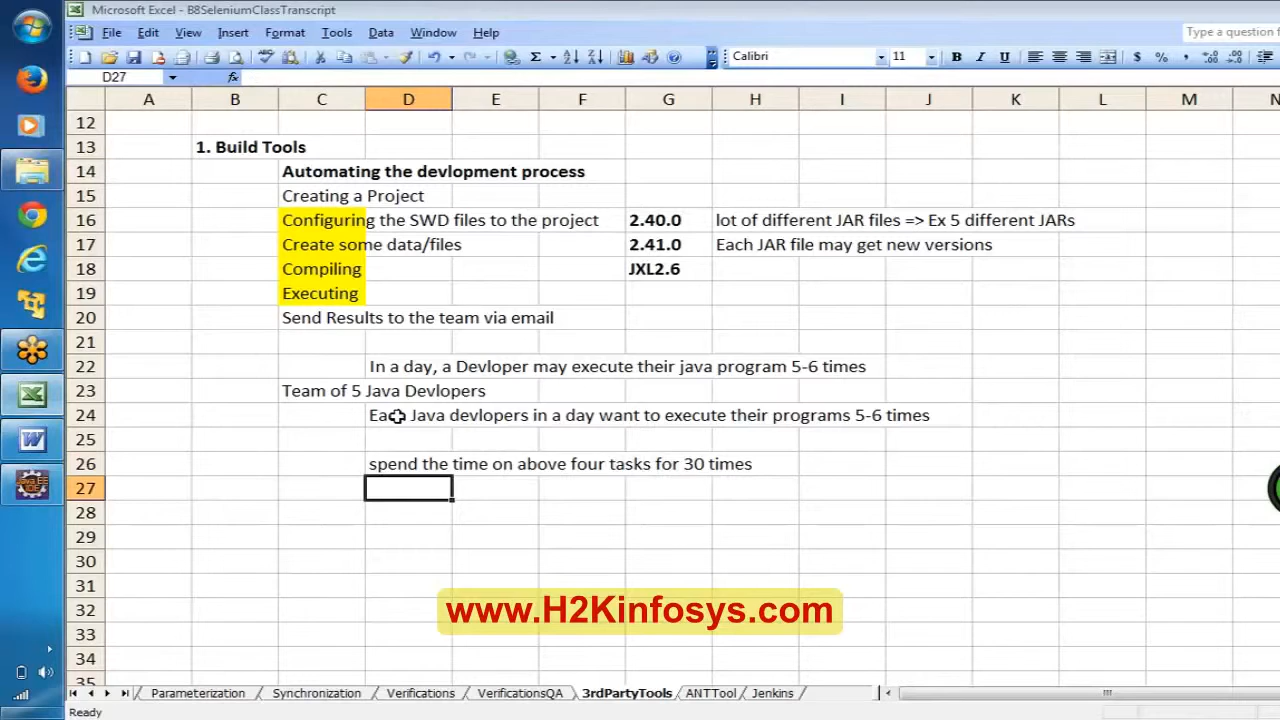 Microsoft Excel - B8SeleniumClassTranscript
File Edit View Insert Format Tools Data Window Help
Type a question f
Calibri 11 B I U $ %
D27 fx
A B C D E F G H I J K L M N
12
13 1. Build Tools
14 Automating the devlopment process
15 Creating a Project
16 Configuring the SWD files to the project 2.40.0 lot of different JAR files => Ex 5 different JARs
17 Create some data/files 2.41.0 Each JAR file may get new versions
18 Compiling JXL2.6
19 Executing
20 Send Results to the team via email
21
22 In a day, a Devloper may execute their java program 5-6 times
23 Team of 5 Java Devlopers
24 Each Java devlopers in a day want to execute their programs 5-6 times
25
26 spend the time on above four tasks for 30 times
27
28
29
30
31
32
33
34
35
www.H2Kinfosys.com
Parameterization Synchronization Verifications VerificationsQA 3rdPartyTools ANTTool Jenkins
Ready